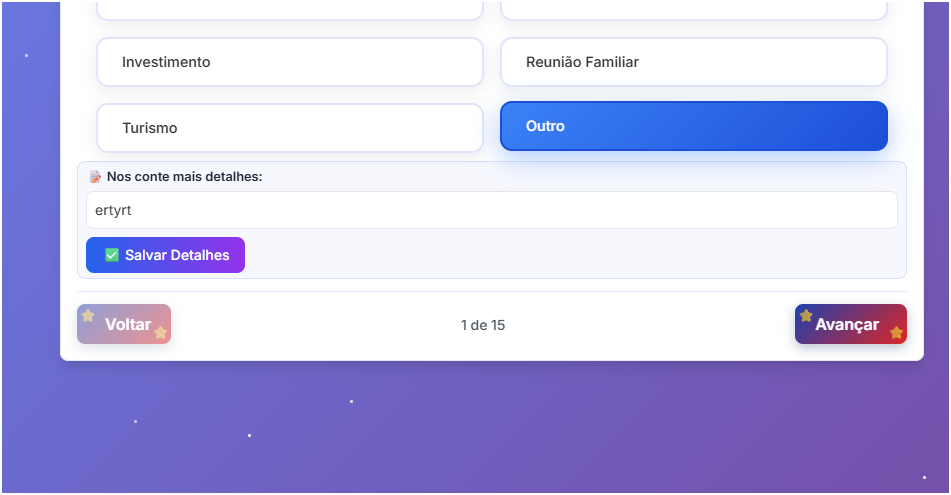 Investimento
Reunião Familiar
Turismo
Outro
Nos conte mais detalhes:
ertyrt
Salvar Detalhes
Voltar
1 de 15
Avançar